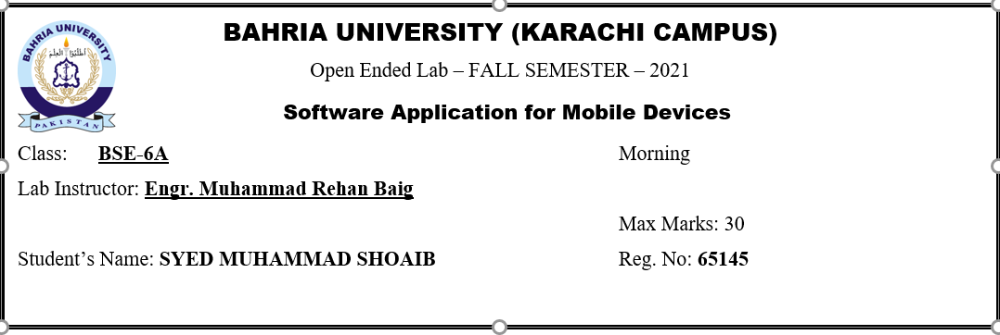 BAHRIA UNIVERSITY
أطلبوا العلم
PAKISTAN
BAHRIA UNIVERSITY (KARACHI CAMPUS)
Open Ended Lab – FALL SEMESTER – 2021
Software Application for Mobile Devices
Class: BSE-6A Morning
Lab Instructor: Engr. Muhammad Rehan Baig
Max Marks: 30
Student’s Name: SYED MUHAMMAD SHOAIB Reg. No: 65145